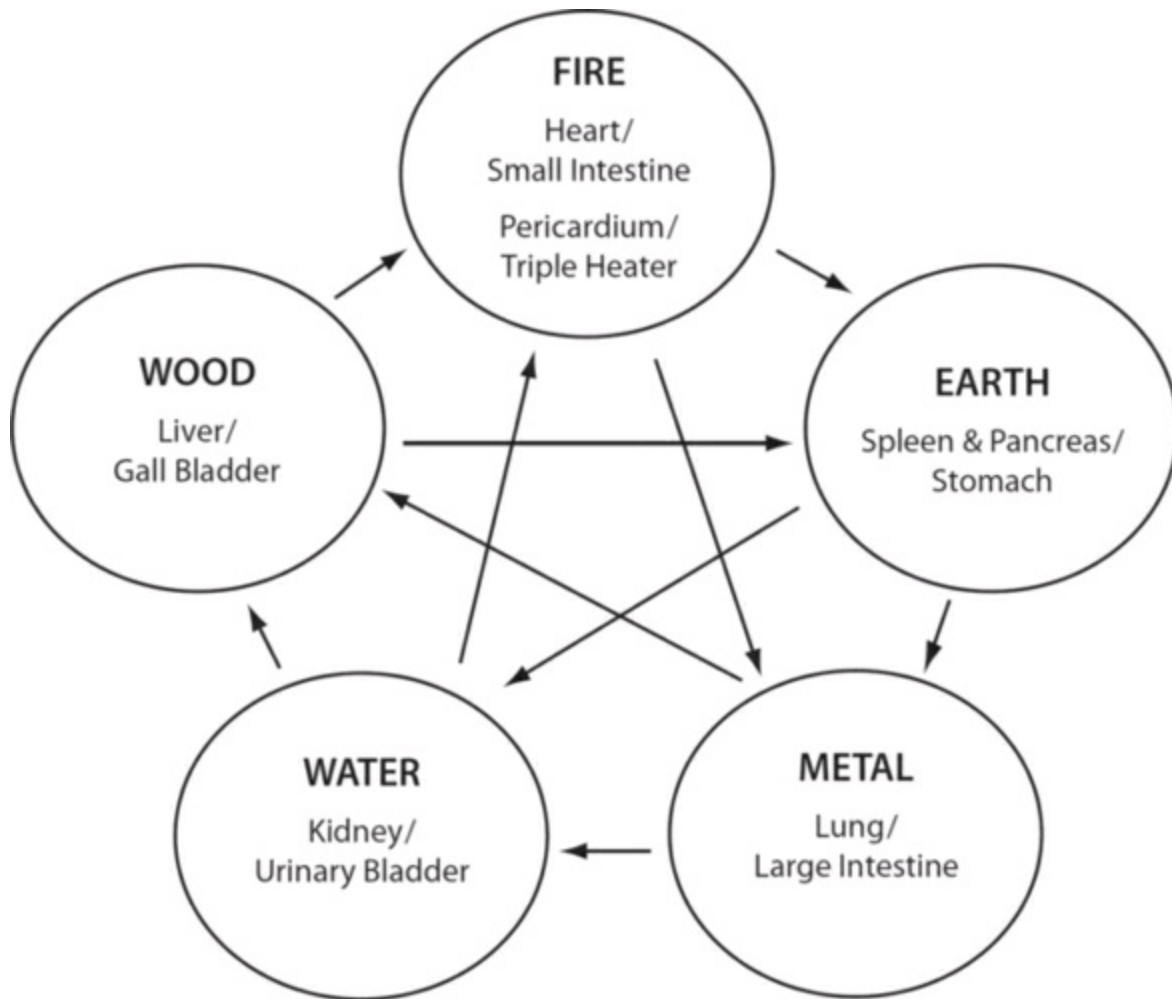 FIRE
Heart/
Small Intestine
Pericardium/
Triple Heater
WOOD
Liver/
Gall Bladder
EARTH
Spleen & Pancreas/
Stomach
WATER
Kidney/
Urinary Bladder
METAL
Lung/
Large Intestine